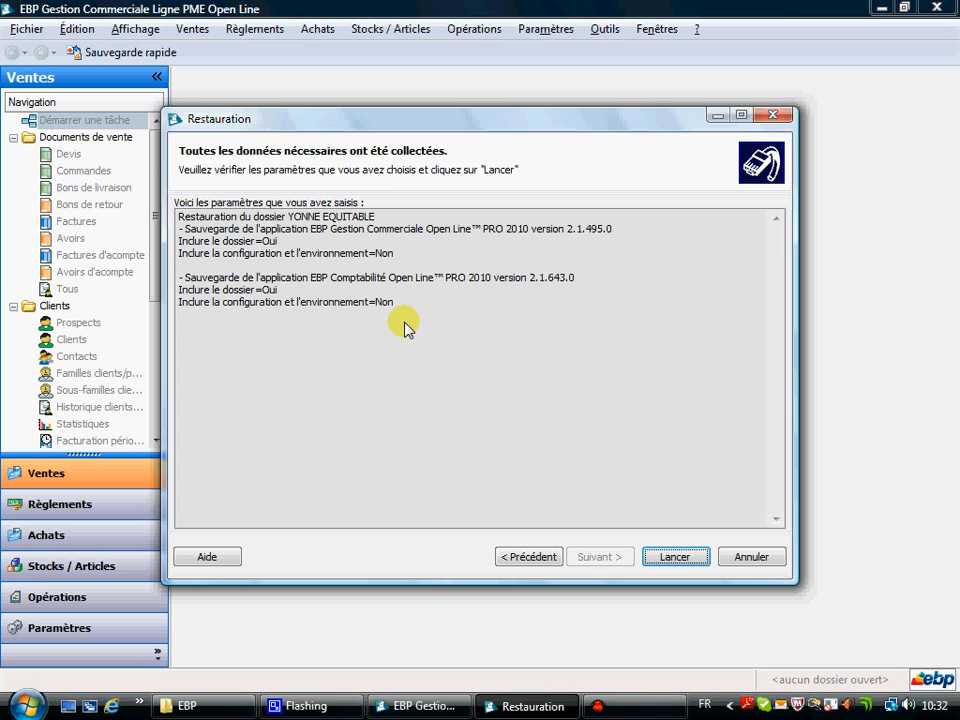 EBP Gestion Commerciale Ligne PME Open Line
Fichier Édition Affichage Ventes Règlements Achats Stocks / Articles Opérations Paramètres Outils Fenêtres ?
Sauvegarde rapide
Ventes
Navigation
Démarrer une tâche
Documents de vente
Devis
Commandes
Bons de livraison
Bons de retour
Factures
Avoirs
Factures d'acompte
Avoirs d'acompte
Tous
Clients
Prospects
Clients
Contacts
Familles clients/p...
Sous-familles clie...
Historique clients...
Statistiques
Facturation pério...
Ventes
Règlements
Achats
Stocks / Articles
Opérations
Paramètres
Restauration
Toutes les données nécessaires ont été collectées.
Veuillez vérifier les paramètres que vous avez choisis et cliquez sur "Lancer"
Voici les paramètres que vous avez saisis :
Restauration du dossier YONNE EQUITABLE
- Sauvegarde de l'application EBP Gestion Commerciale Open Line™ PRO 2010 version 2.1.495.0
Inclure le dossier=Oui
Inclure la configuration et l'environnement=Non
- Sauvegarde de l'application EBP Comptabilité Open Line™ PRO 2010 version 2.1.643.0
Inclure le dossier=Oui
Inclure la configuration et l'environnement=Non
Aide < Précédent Suivant > Lancer Annuler
<aucun dossier ouvert> ebp
EBP Flashing EBP Gestio... Restauration FR 10:32